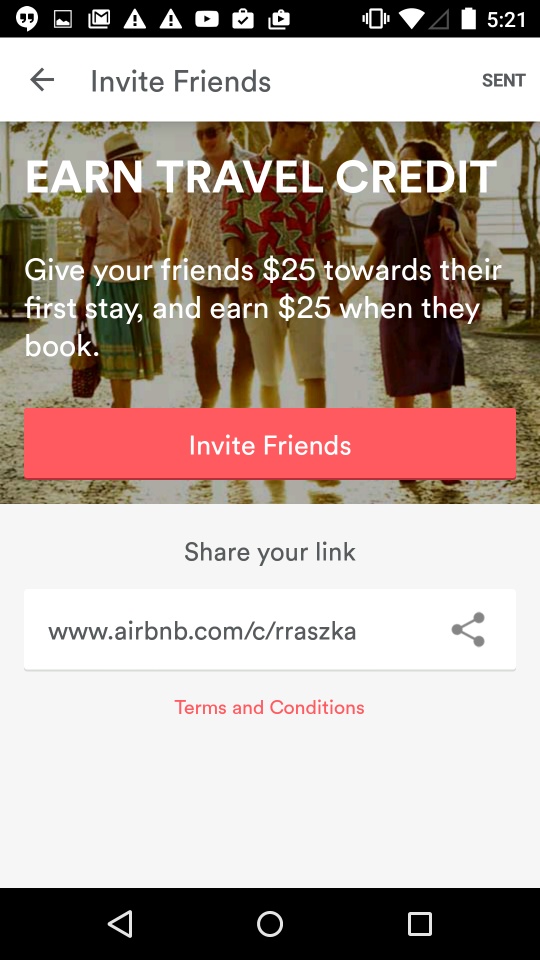 5:21
Invite Friends
SENT
EARN TRAVEL CREDIT
Give your friends $25 towards their
first stay, and earn $25 when they
book.
Invite Friends
Share your link
www.airbnb.com/c/rraszka
Terms and Conditions